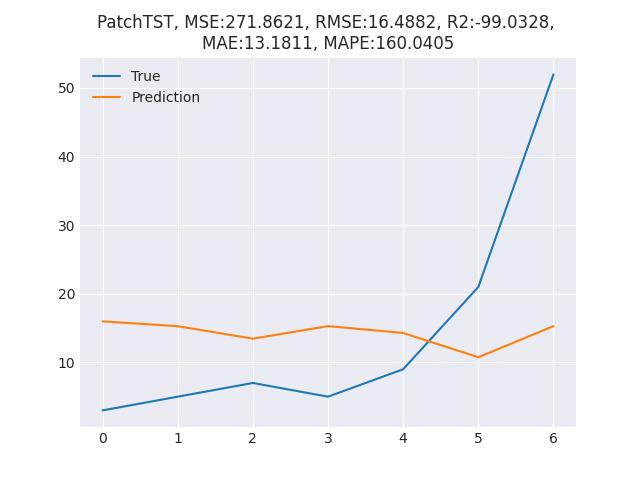 PatchTST, MSE:271.8621, RMSE:16.4882, R2:-99.0328,
MAE:13.1811, MAPE:160.0405
True
Prediction
50
40
30
20
10
0 1 2 3 4 5 6